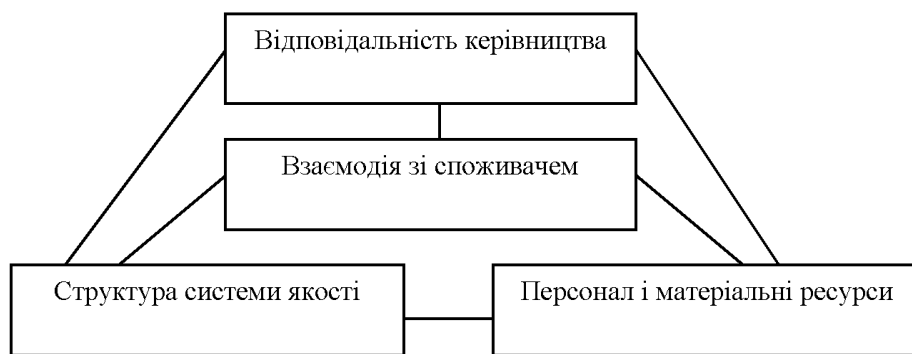 Відповідальність керівництва
Взаємодія зі споживачем
Структура системи якості
Персонал і матеріальні ресурси